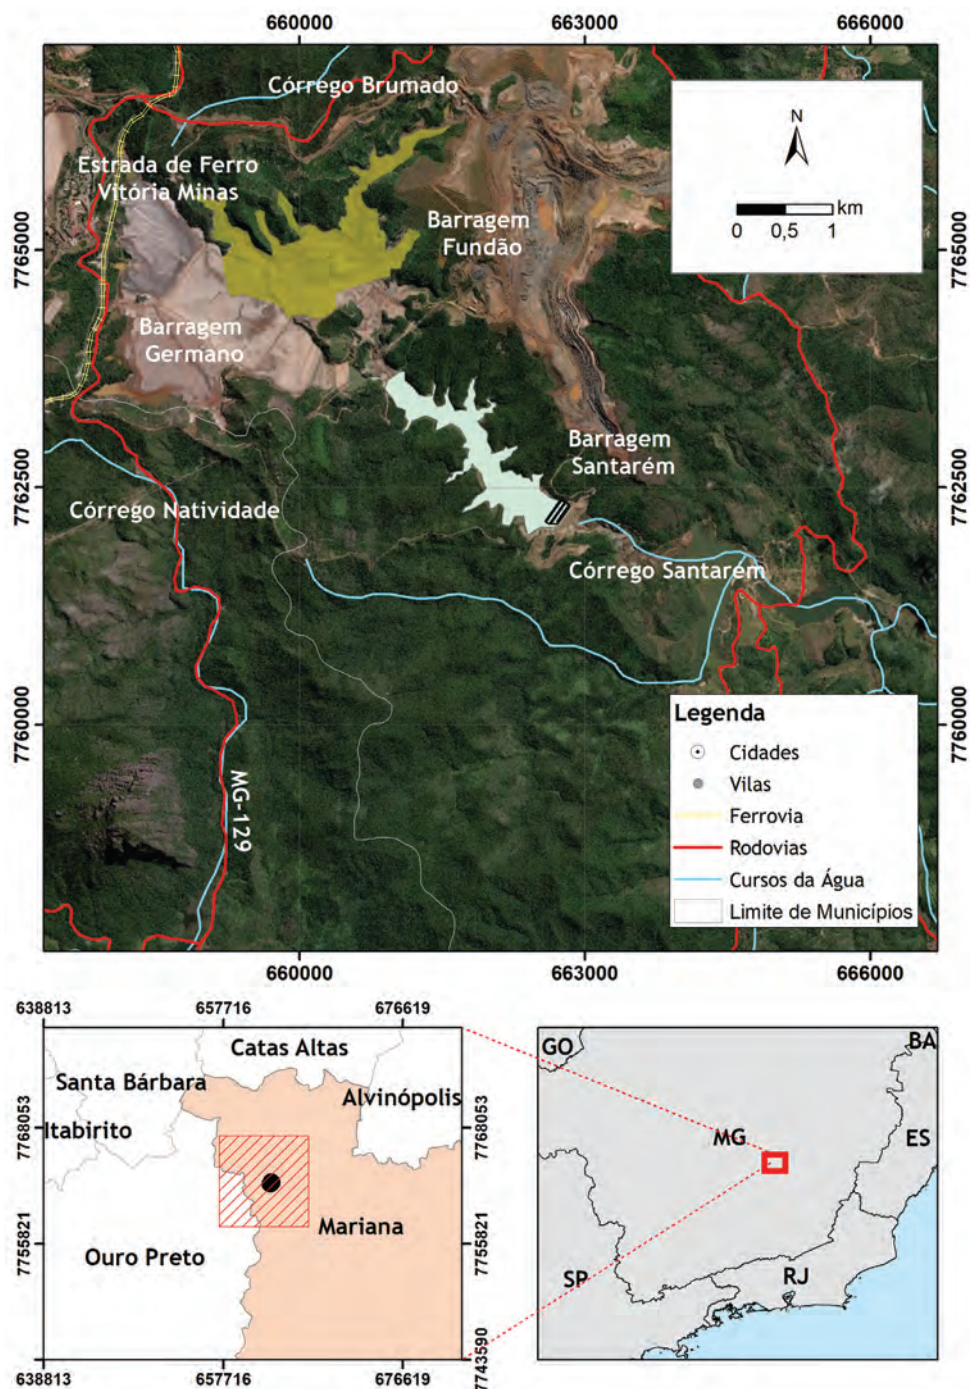 660000
663000
666000
Córrego Brumado
N
Estrada de Ferro
Vitória Minas
km
0
0,5
1
Barragem
Fundão
7765000
7765000
Barragem
Germano
Barragem
Santarém
7762500
7762500
Córrego Natividade
Córrego Santarém
7760000
7760000
MG-129
Legenda
Cidades
Vilas
Ferrovia
Rodovias
Cursos da Água
Limite de Municípios
660000
663000
666000
638813
657716
676619
Catas Altas
Santa Bárbara
Alvinópolis
Itabirito
7768053
7768053
Mariana
Ouro Preto
7755821
7755821
7743590
638813
657716
676619
GO
BA
MG
ES
SP
RJ